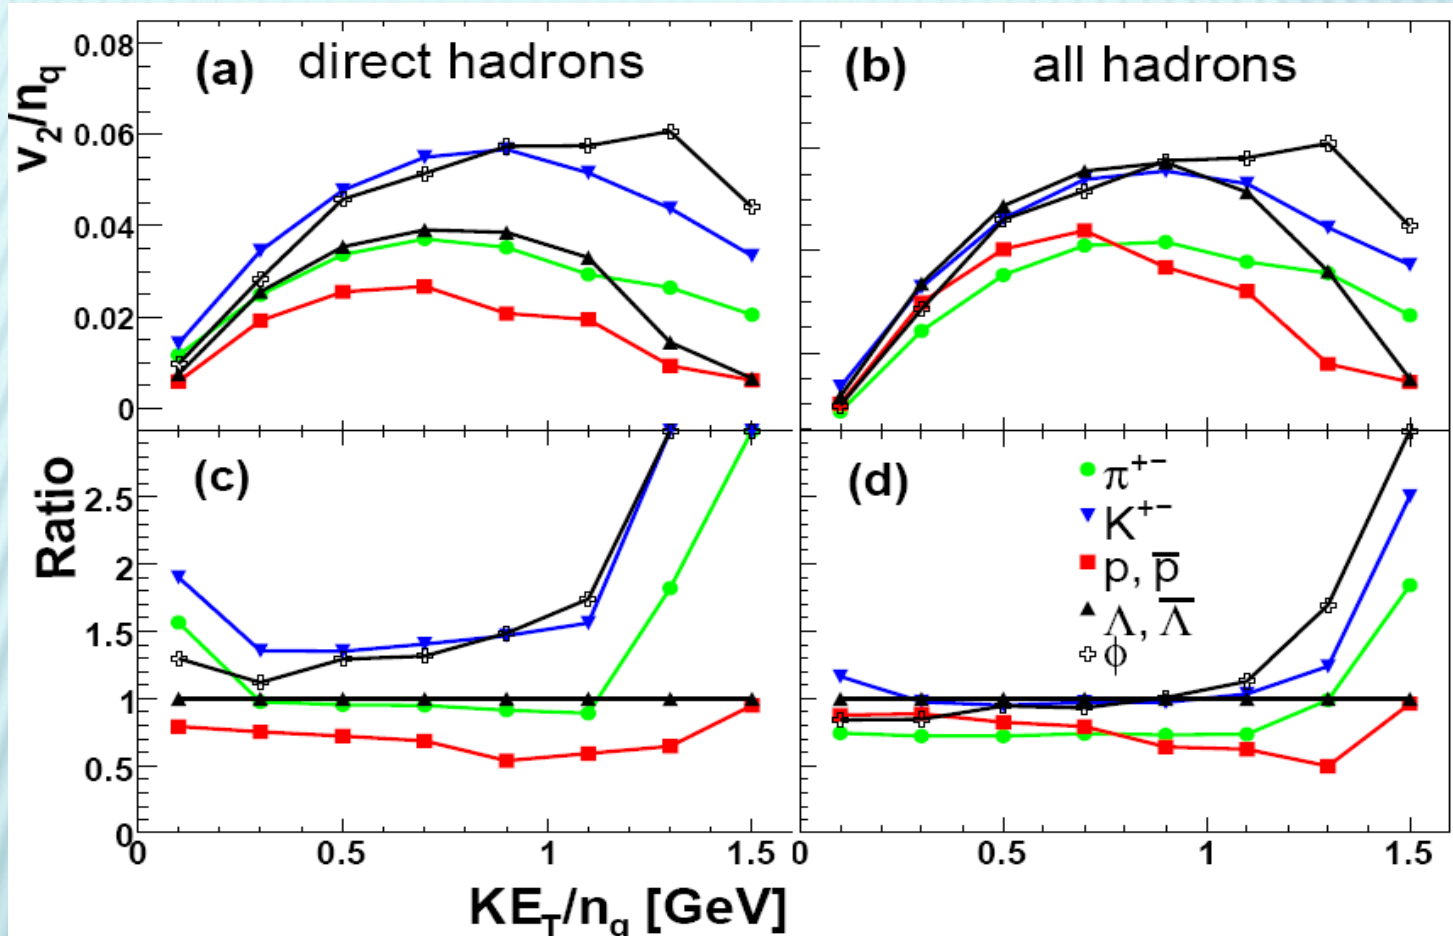 (a) direct hadrons
(b) all hadrons
v2/nq
0.08
0.06
0.04
0.02
0
(c)
(d)
Ratio
2.5
2
1.5
1
0.5
0
π+−
K+−
p, p̅
Λ, Λ̅
ϕ
0 0.5 1 1.5
0 0.5 1 1.5
KET/nq [GeV]